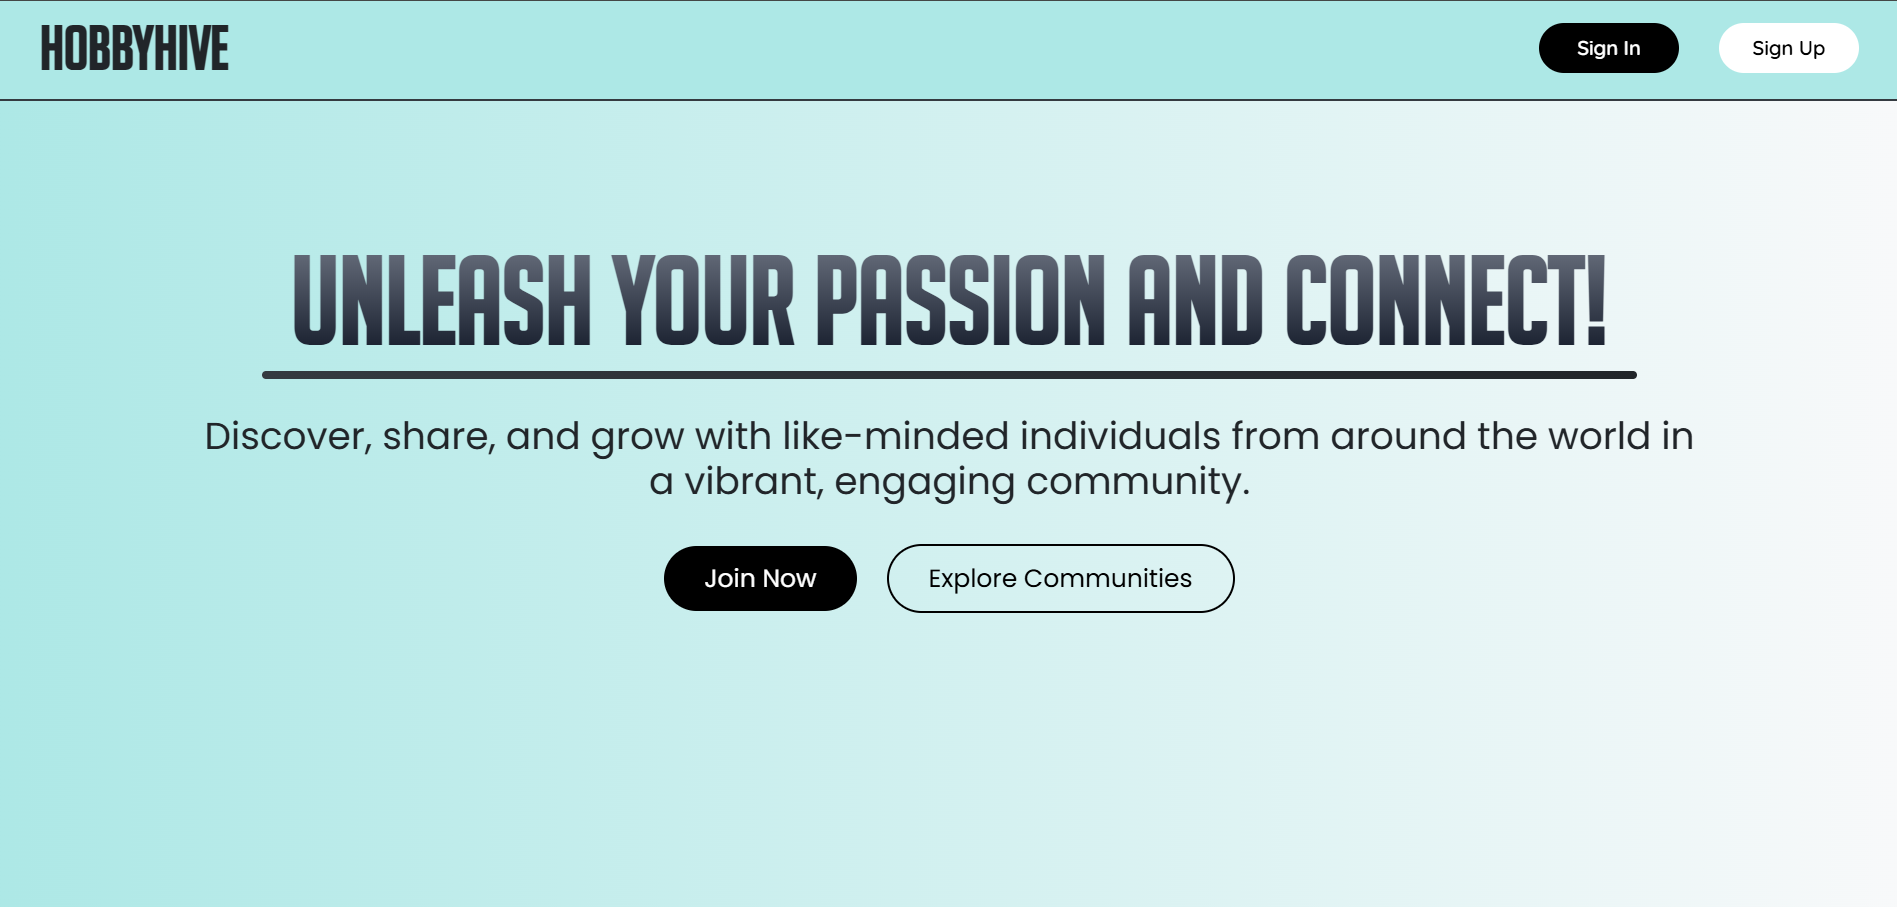 HOBBYHIVE
Sign In
Sign Up
UNLEASH YOUR PASSION AND CONNECT!
Discover, share, and grow with like-minded individuals from around the world in
a vibrant, engaging community.
Join Now
Explore Communities